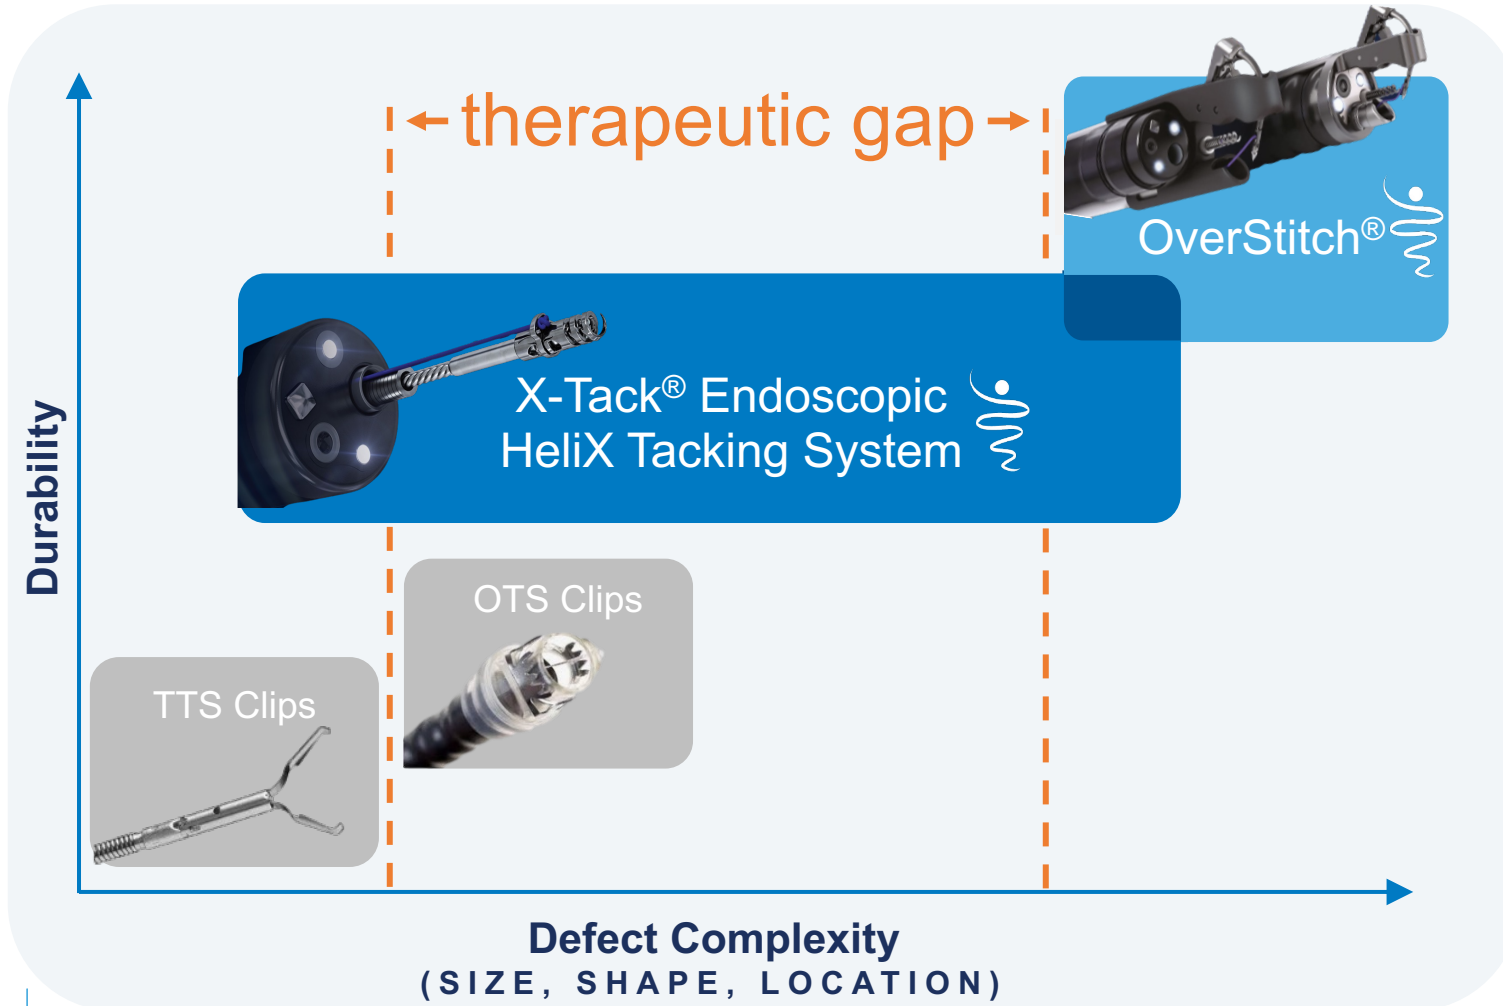 therapeutic gap
OverStitch®
X-Tack® Endoscopic
HeliX Tacking System
OTS Clips
TTS Clips
Durability
Defect Complexity
(SIZE, SHAPE, LOCATION)